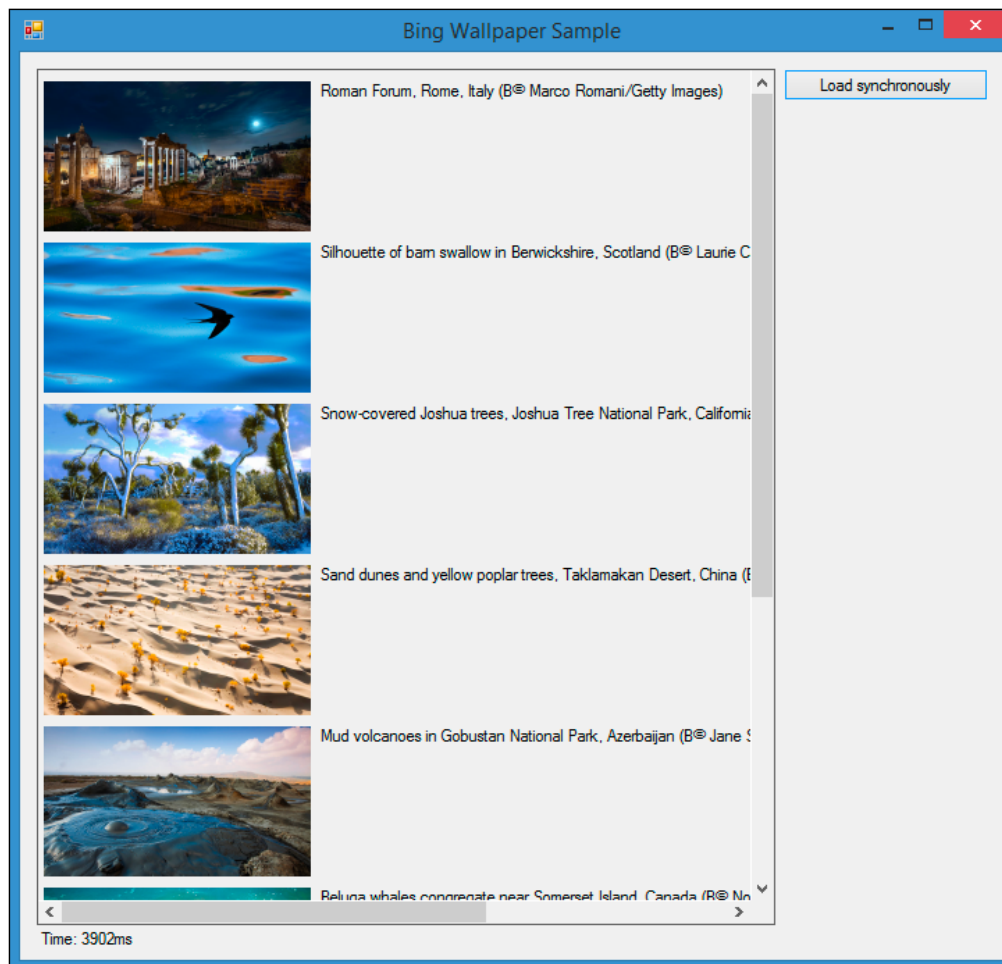 Bing Wallpaper Sample
Roman Forum, Rome, Italy (B© Marco Romani/Getty Images)
Load synchronously
Silhouette of barn swallow in Berwickshire, Scotland (B© Laurie C
Snow-covered Joshua trees, Joshua Tree National Park, California
Sand dunes and yellow poplar trees, Taklamakan Desert, China (
Mud volcanoes in Gobustan National Park, Azerbaijan (B© Jane S
Beluga whales congregate near Somerset Island, Canada (B© No
Time: 3902ms